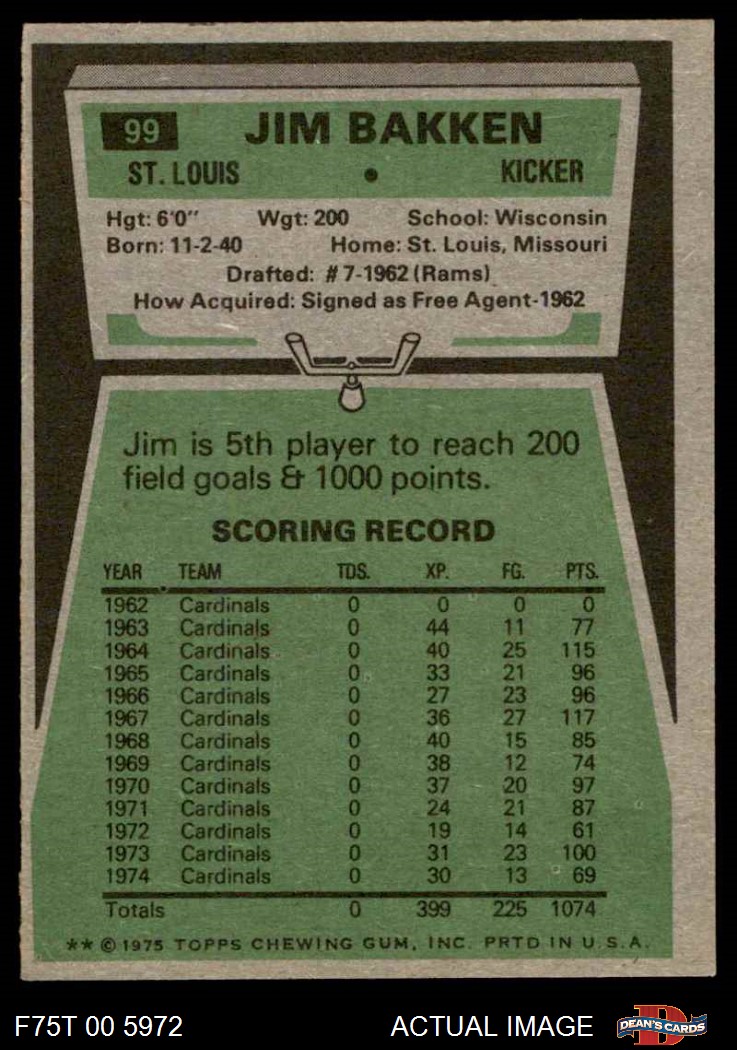 99 JIM BAKKEN
ST. LOUIS • KICKER
Hgt: 6'0" Wgt: 200 School: Wisconsin
Born: 11-2-40 Home: St. Louis, Missouri
Drafted: #7-1962 (Rams)
How Acquired: Signed as Free Agent-1962
Jim is 5th player to reach 200
field goals & 1000 points.
SCORING RECORD
YEAR TEAM TDS. XP. FG. PTS.
1962 Cardinals 0 0 0 0
1963 Cardinals 0 44 11 77
1964 Cardinals 0 40 25 115
1965 Cardinals 0 33 21 96
1966 Cardinals 0 27 23 96
1967 Cardinals 0 36 27 117
1968 Cardinals 0 40 15 85
1969 Cardinals 0 38 12 74
1970 Cardinals 0 37 20 97
1971 Cardinals 0 24 21 87
1972 Cardinals 0 19 14 61
1973 Cardinals 0 31 23 100
1974 Cardinals 0 30 13 69
Totals 0 399 225 1074
** © 1975 TOPPS CHEWING GUM, INC. PRTD IN U.S.A.
F75T 00 5972 ACTUAL IMAGE D DEAN'S CARDS